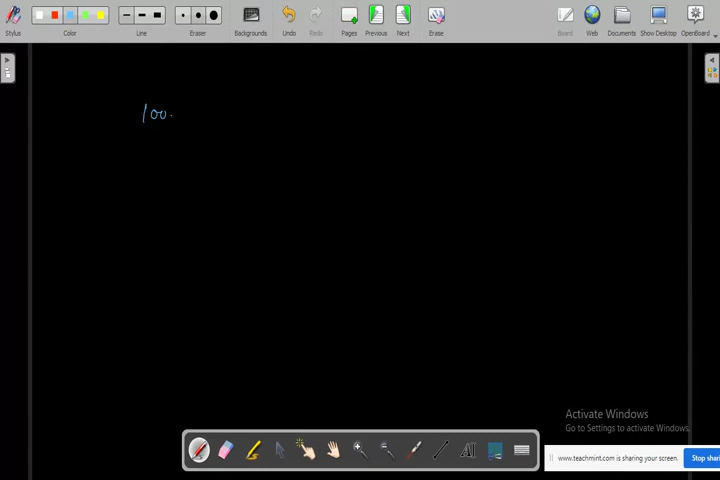 Stylus
Color
Line
Eraser
Backgrounds
Undo
Redo
Pages
Previous
Next
Erase
Board
Web
Documents
Show Desktop
OpenBoard
100.
Activate Windows
Go to Settings to activate Windows.
www.teachmint.com is sharing your screen.
Stop shari